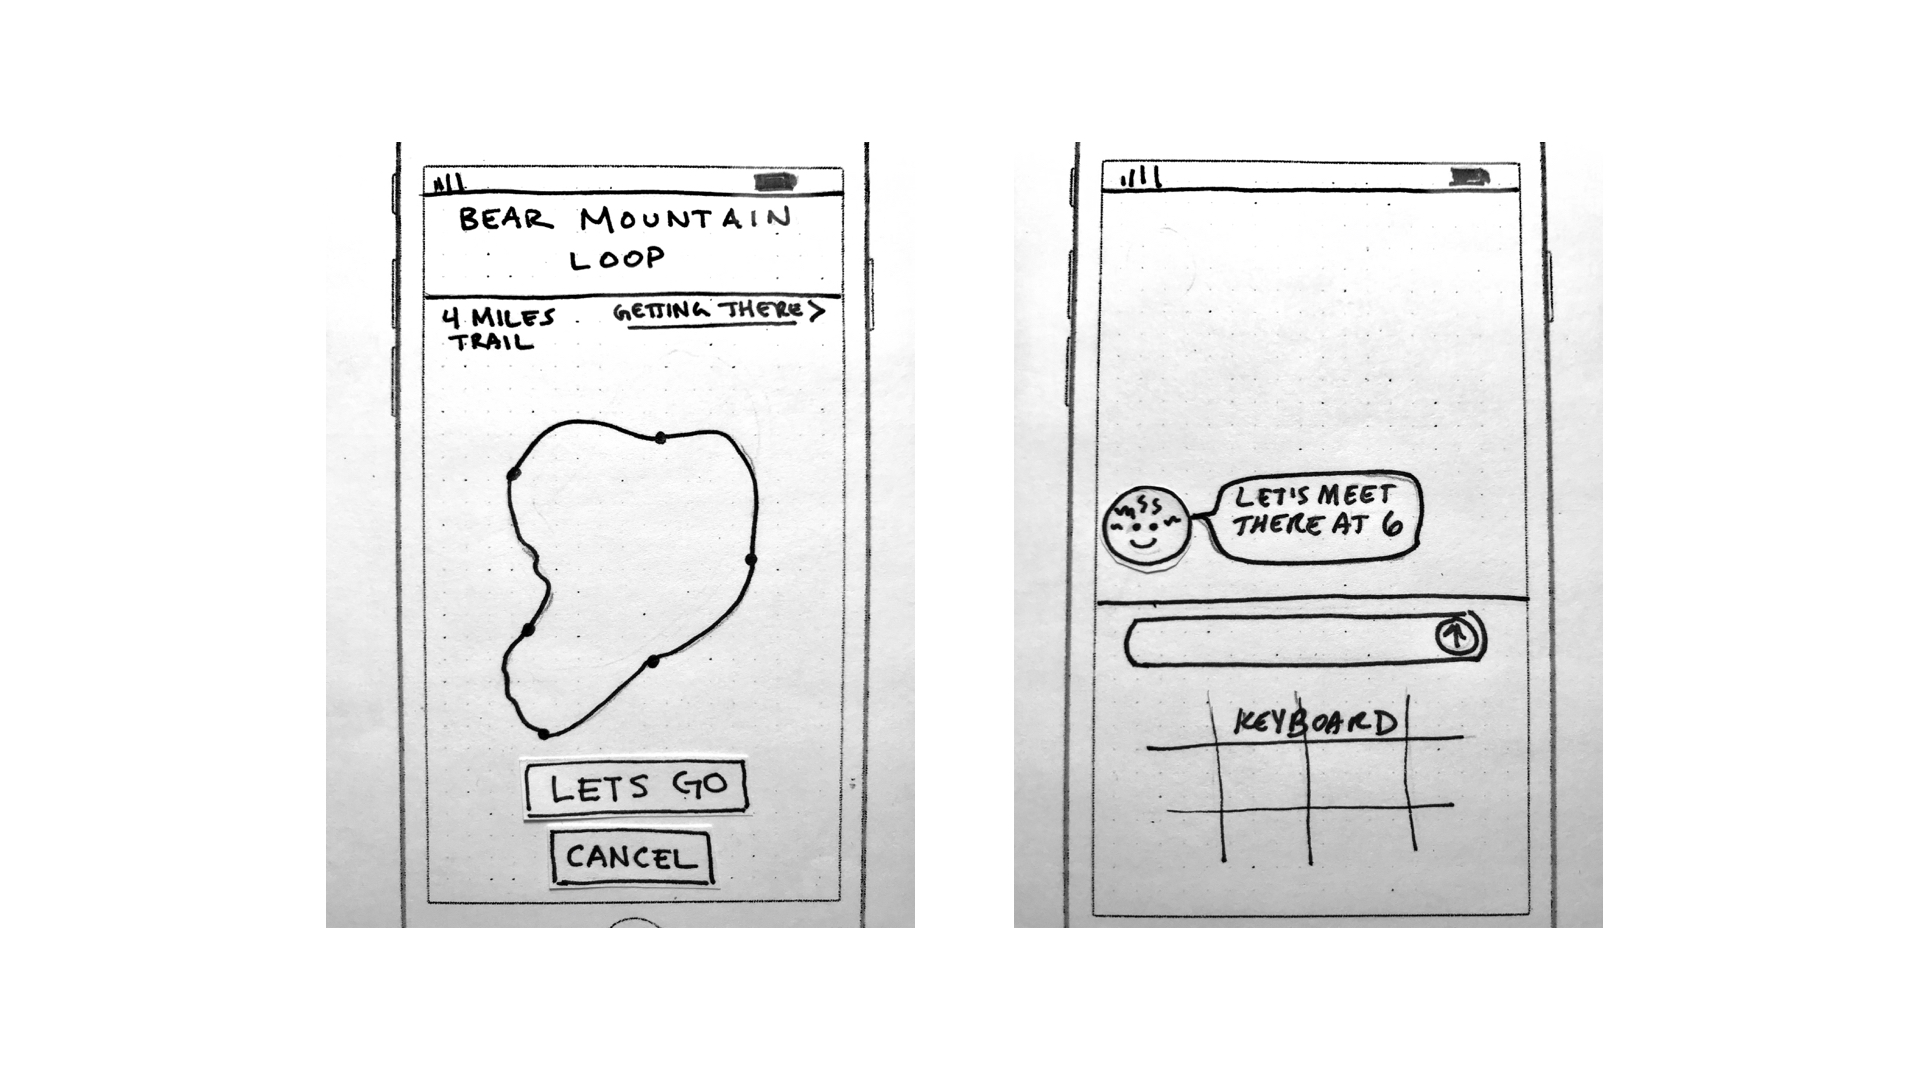 BEAR MOUNTAIN
LOOP
4 MILES
TRAIL
GETTING THERE >
LETS GO
CANCEL
LET'S MEET
THERE AT 6
KEYBOARD